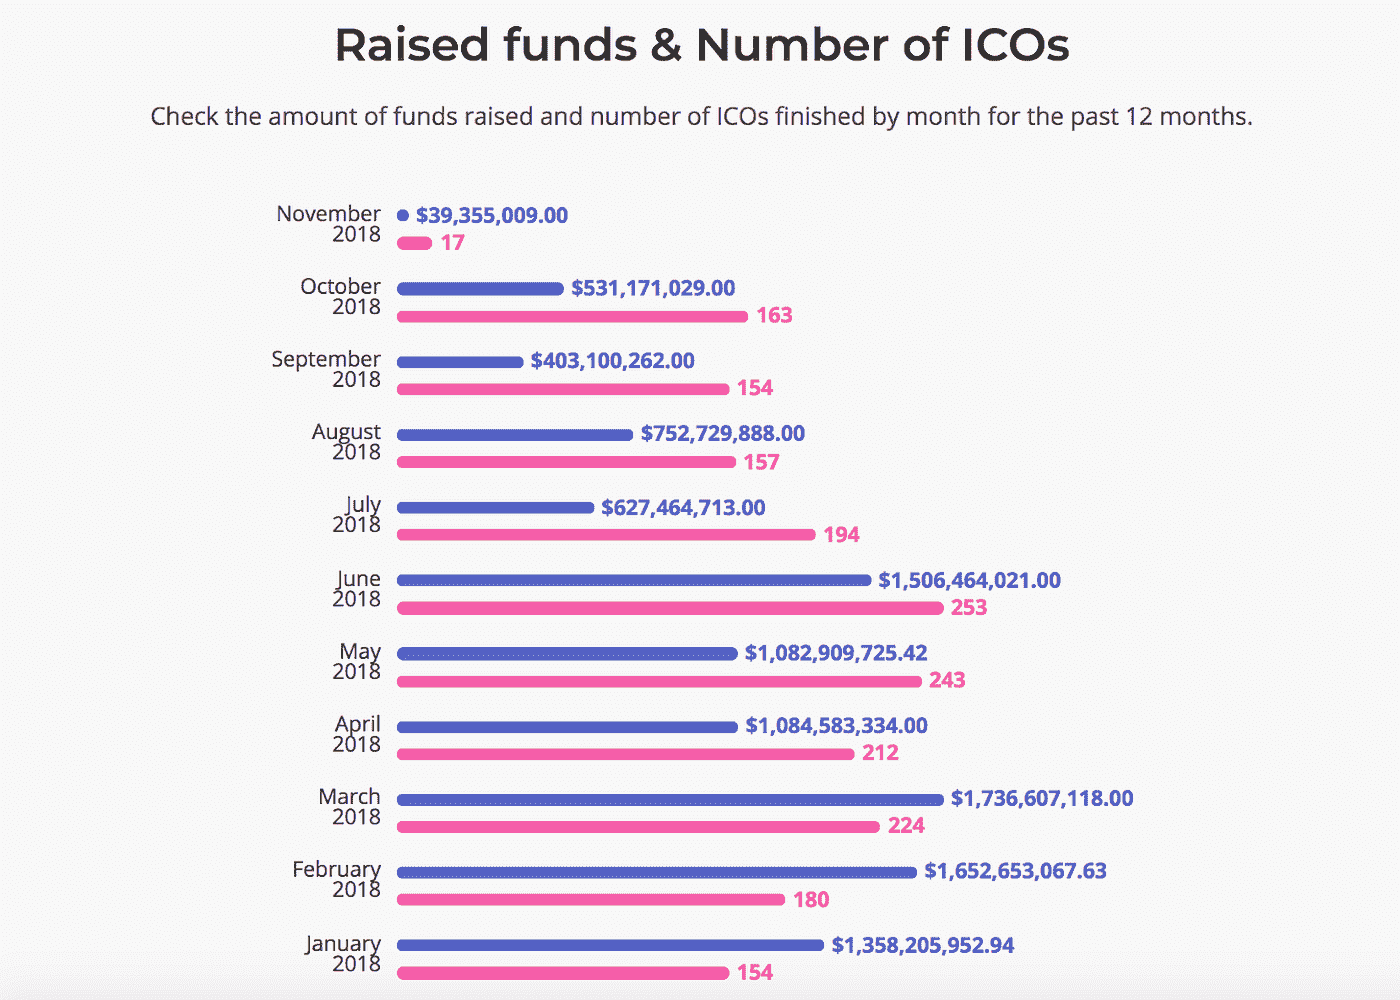 Raised funds & Number of ICOs
Check the amount of funds raised and number of ICOs finished by month for the past 12 months.
November
2018
$39,355,009.00
17
October
2018
$531,171,029.00
163
September
2018
$403,100,262.00
154
August
2018
$752,729,888.00
157
July
2018
$627,464,713.00
194
June
2018
$1,506,464,021.00
253
May
2018
$1,082,909,725.42
243
April
2018
$1,084,583,334.00
212
March
2018
$1,736,607,118.00
224
February
2018
$1,652,653,067.63
180
January
2018
$1,358,205,952.94
154